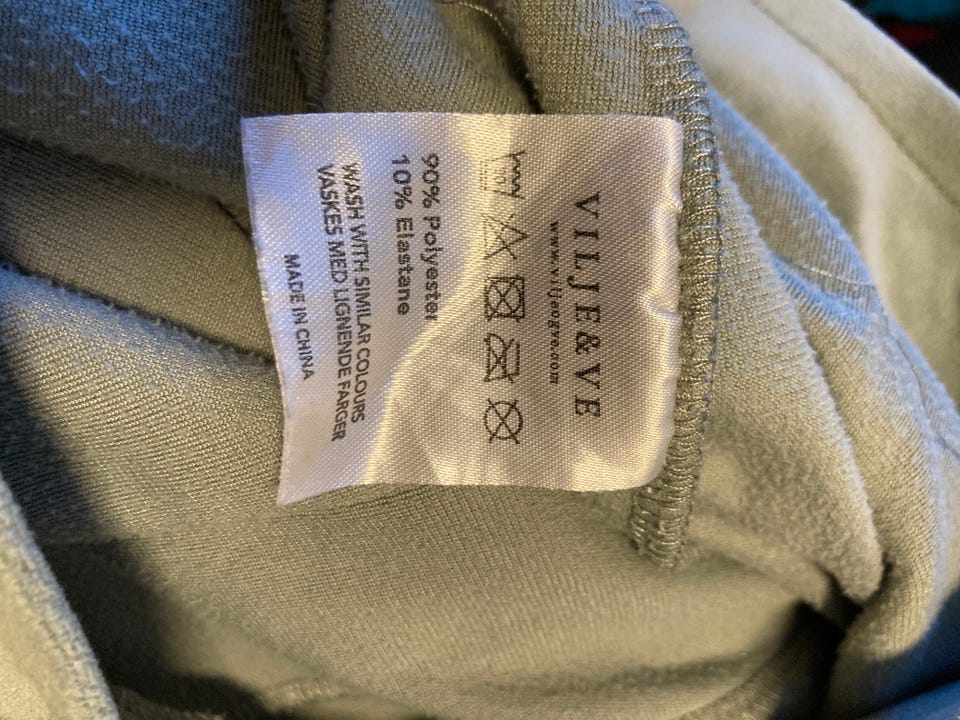 VILJE&VE
www.viljeogve.com
90% Polyester
10% Elastane
WASH WITH SIMILAR COLOURS
VASKES MED LIGNENDE FARGER
MADE IN CHINA